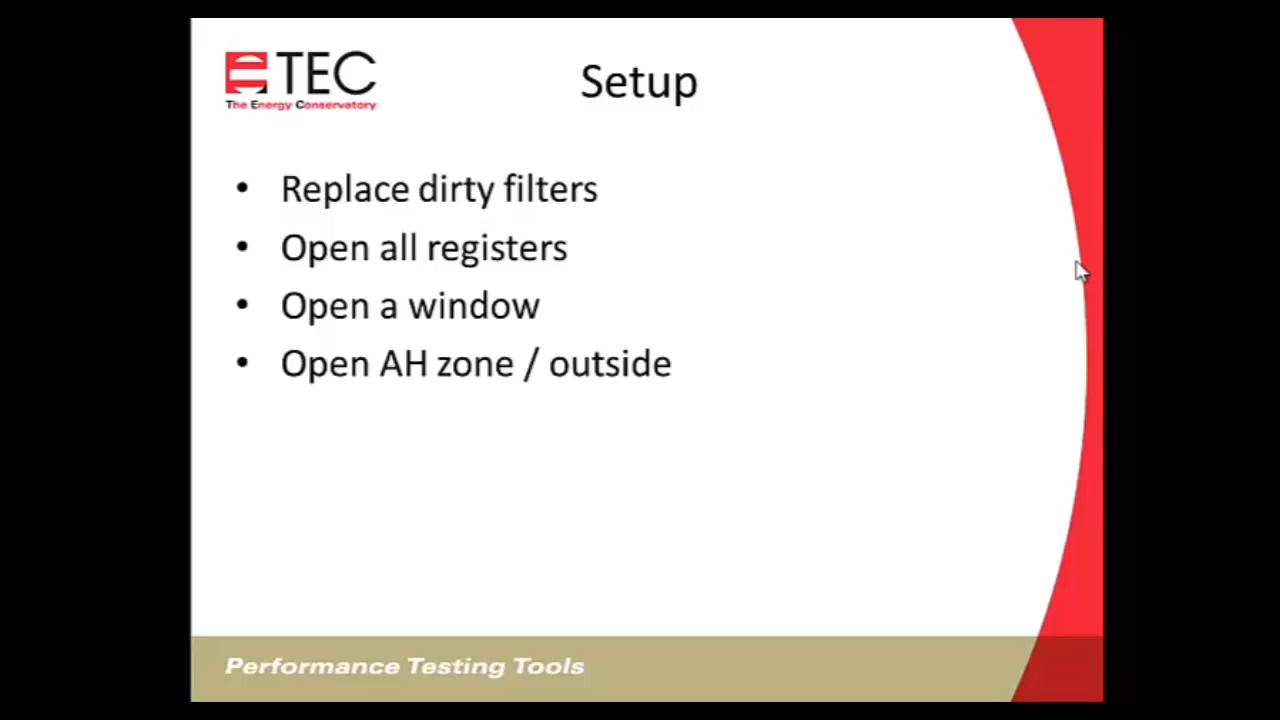 TEC
The Energy Conservatory
Setup
• Replace dirty filters
• Open all registers
• Open a window
• Open AH zone / outside
Performance Testing Tools